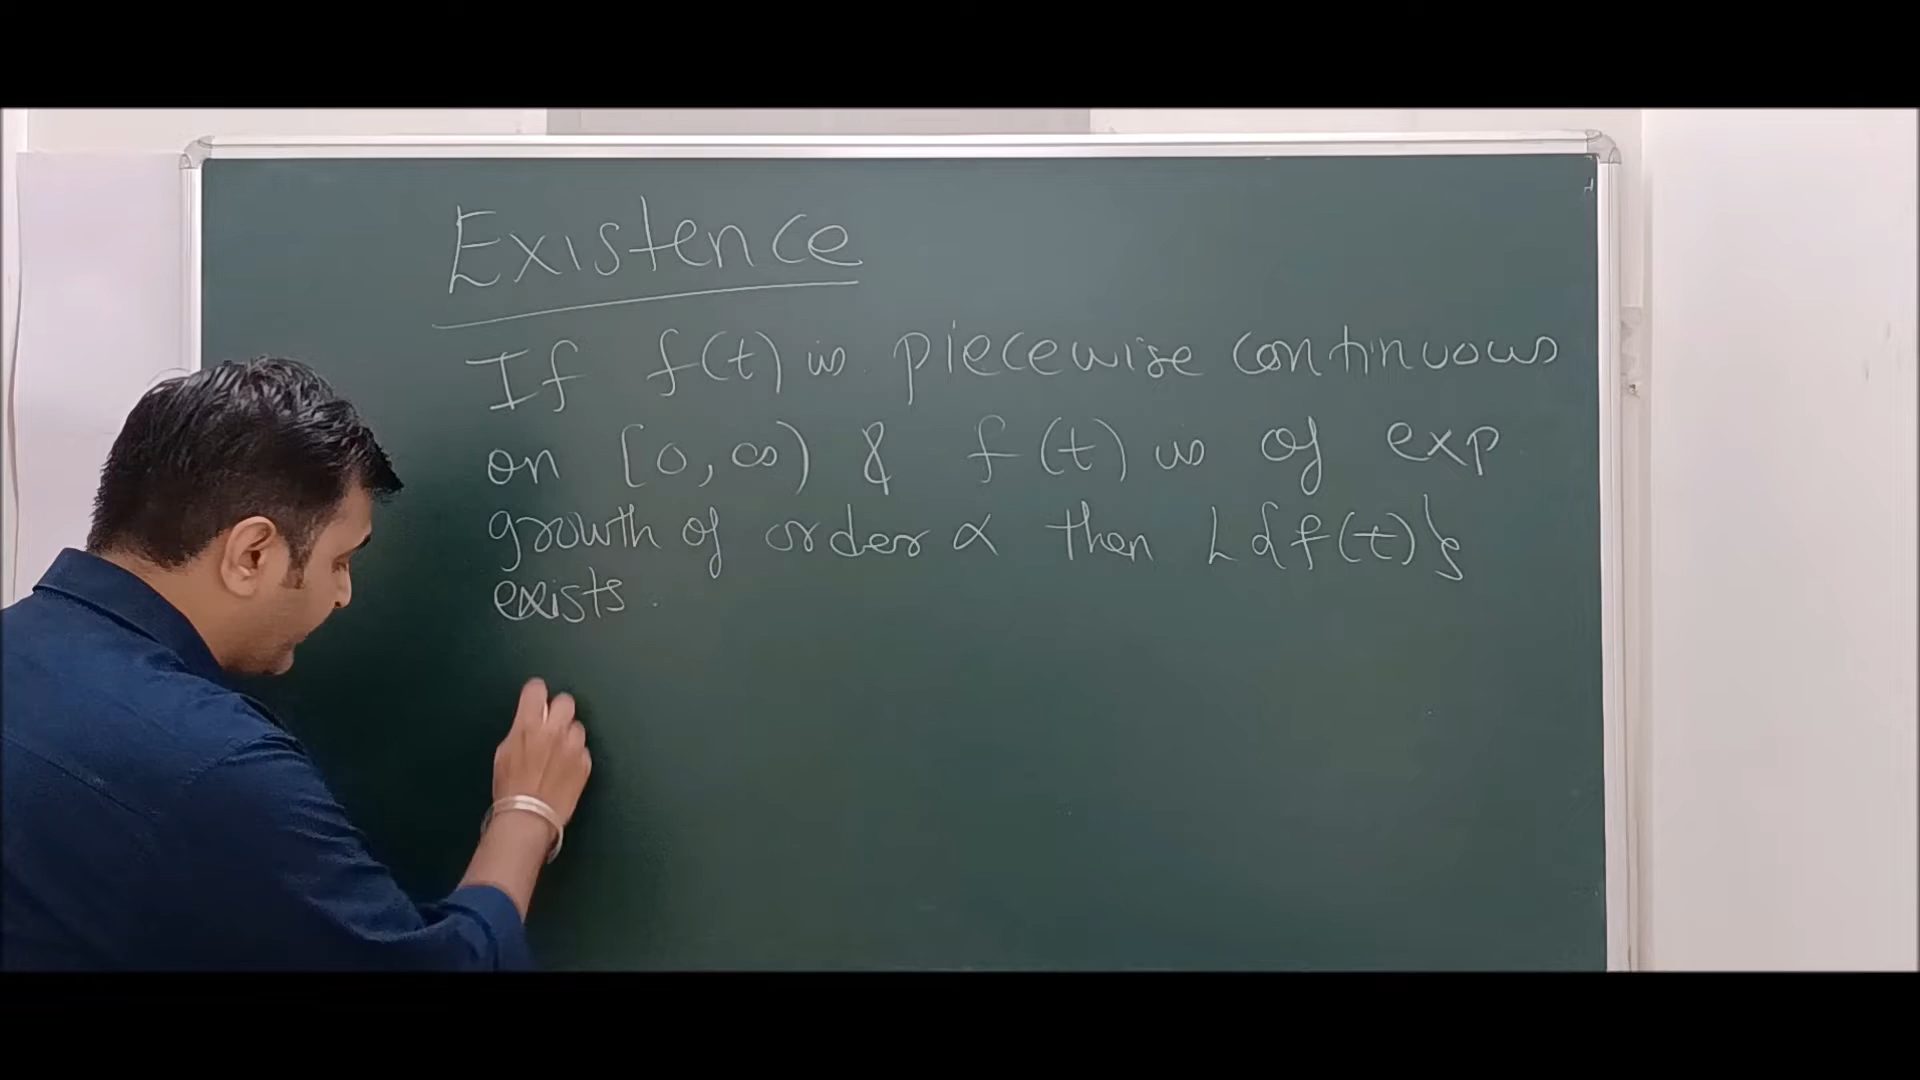 Existence
If f(t) is piecewise continuous
on [0, ∞) & f(t) is of exp
growth of order α then L{f(t)}
exists.